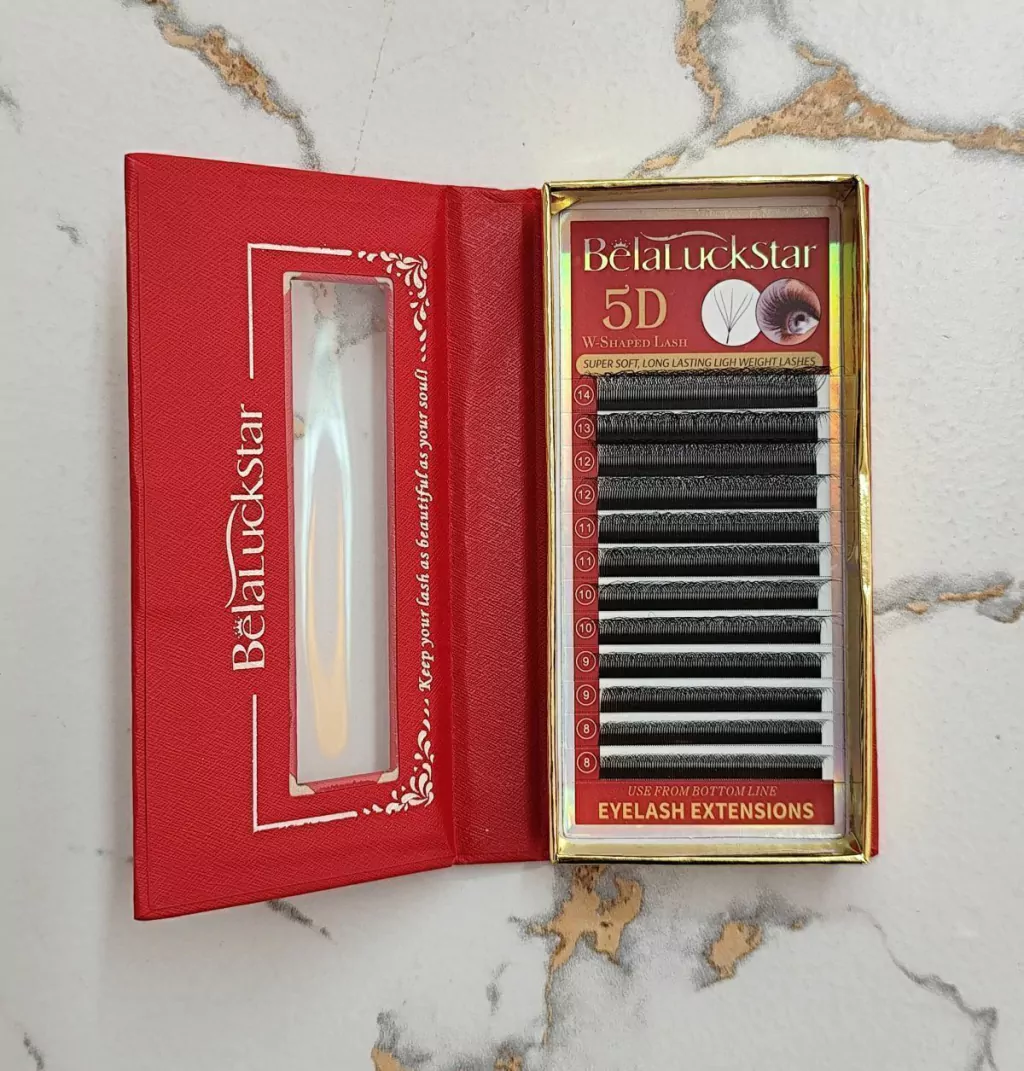 BelaLuckStar
Keep your lash as beautiful as your soul!
BelaLuckStar
5D
W-Shaped Lash
SUPER SOFT, LONG LASTING LIGH WEIGHT LASHES
14
13
12
12
11
11
10
10
9
9
8
8
USE FROM BOTTOM LINE
EYELASH EXTENSIONS